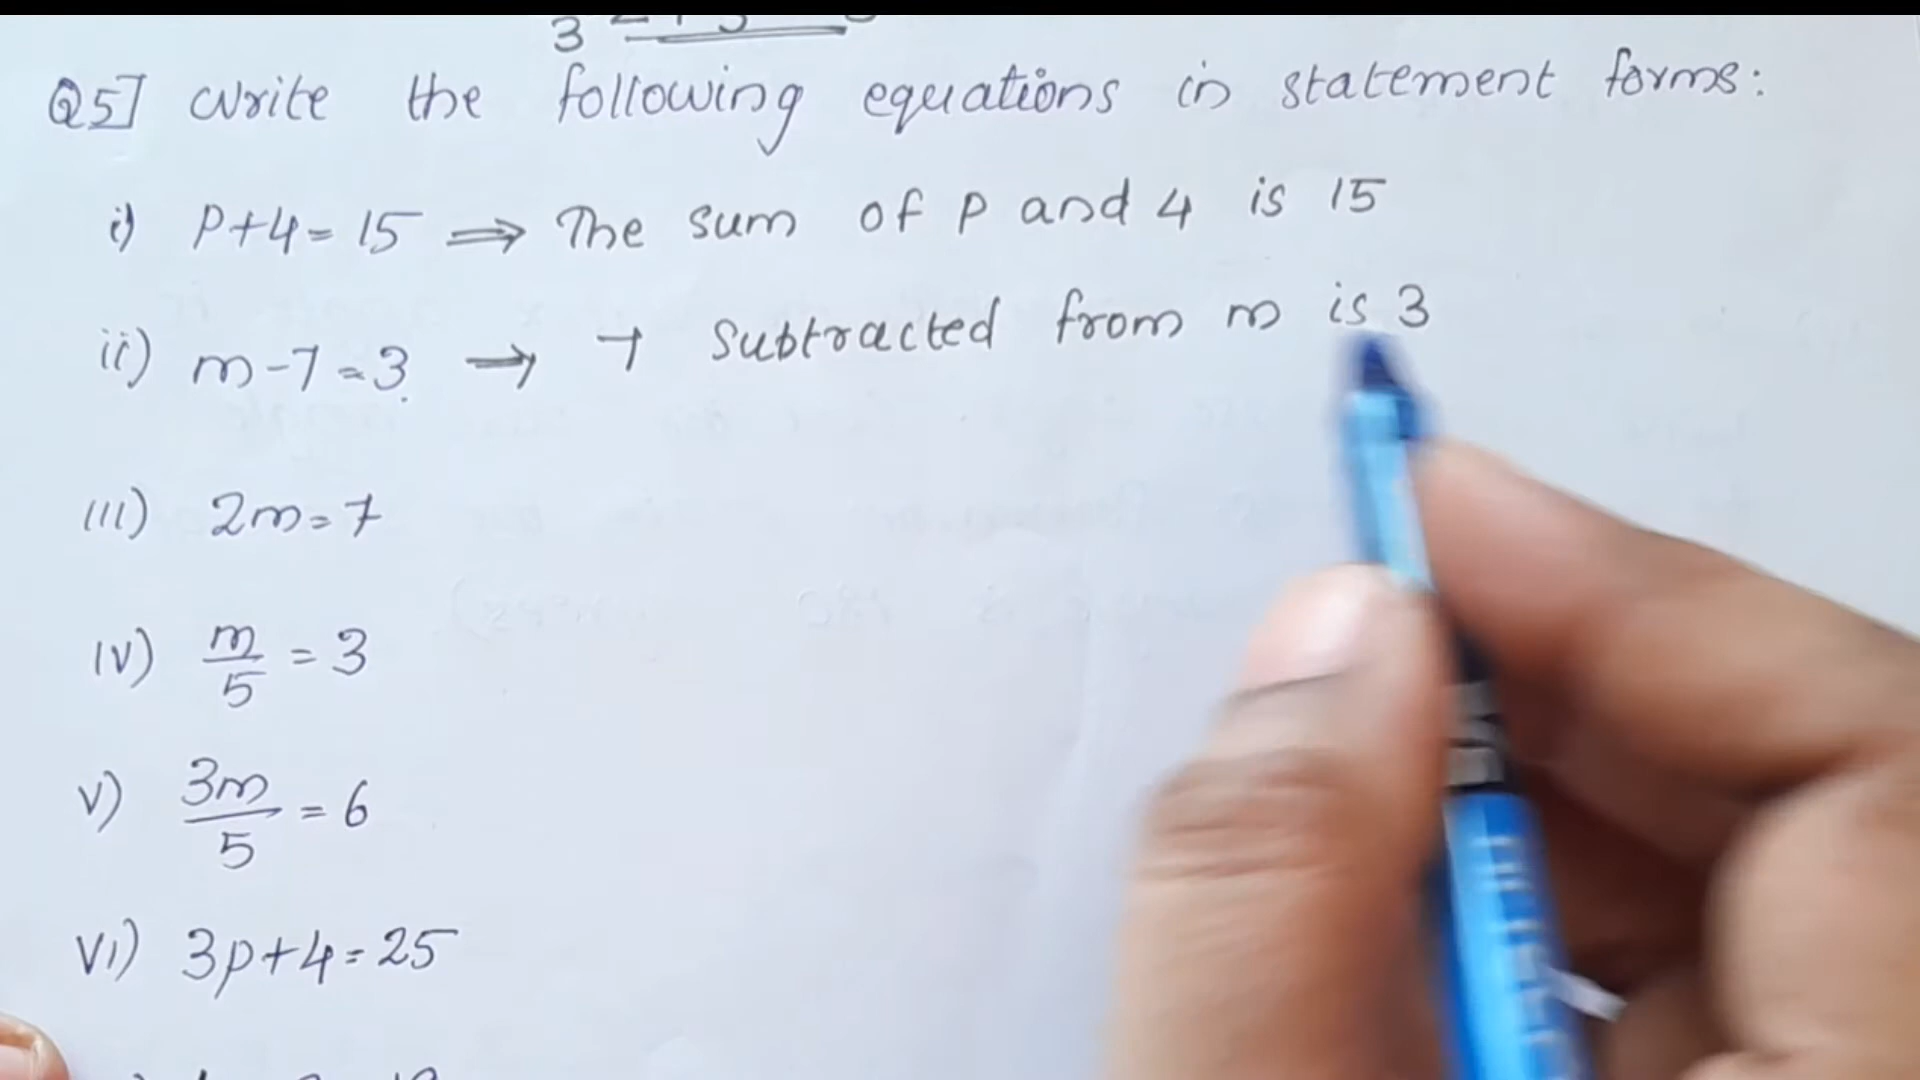 3
Q5] Write the following equations in statement forms:
i) P+4=15 ⇒ The sum of P and 4 is 15
ii) m-7=3 → 7 Subtracted from m is 3
iii) 2m=7
iv) m/5 = 3
v) 3m/5 = 6
vi) 3p+4=25